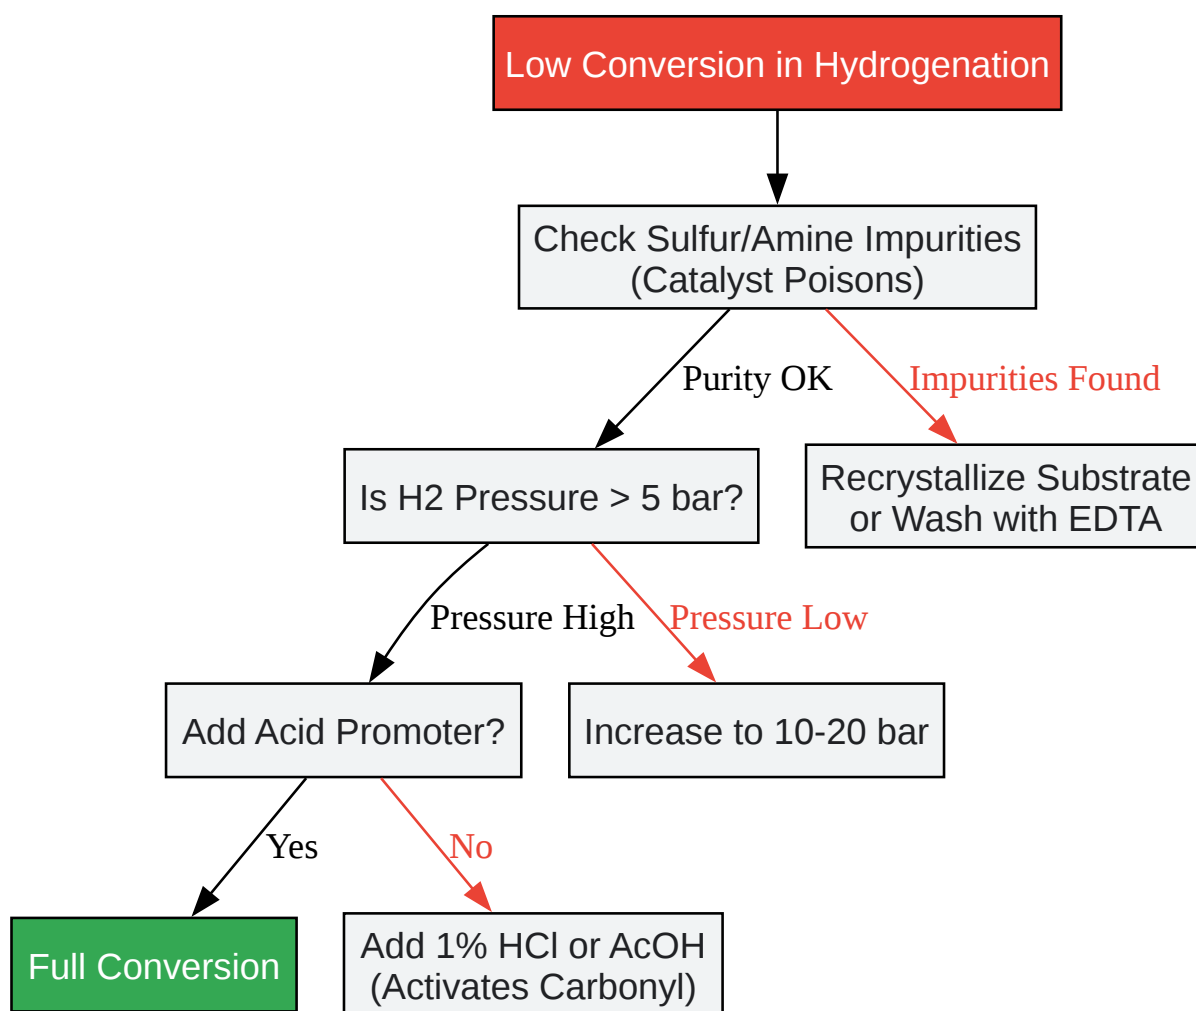 Low Conversion in Hydrogenation
Check Sulfur/Amine Impurities
(Catalyst Poisons)
Purity OK
Impurities Found
Is H2 Pressure > 5 bar?
Recrystallize Substrate
or Wash with EDTA
Pressure High
Pressure Low
Add Acid Promoter?
Increase to 10-20 bar
Yes
No
Full Conversion
Add 1% HCl or AcOH
(Activates Carbonyl)